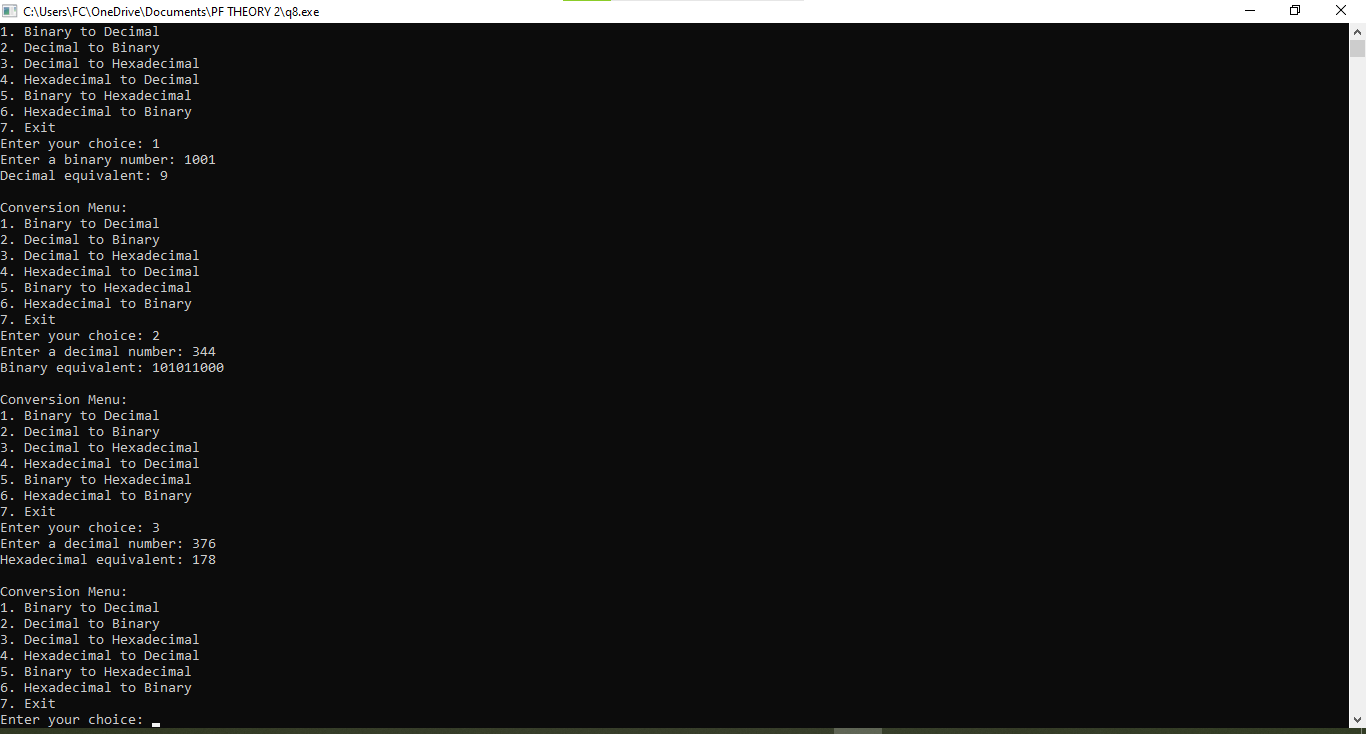 C:\Users\FC\OneDrive\Documents\PF THEORY 2\q8.exe
1. Binary to Decimal
2. Decimal to Binary
3. Decimal to Hexadecimal
4. Hexadecimal to Decimal
5. Binary to Hexadecimal
6. Hexadecimal to Binary
7. Exit
Enter your choice: 1
Enter a binary number: 1001
Decimal equivalent: 9
Conversion Menu:
1. Binary to Decimal
2. Decimal to Binary
3. Decimal to Hexadecimal
4. Hexadecimal to Decimal
5. Binary to Hexadecimal
6. Hexadecimal to Binary
7. Exit
Enter your choice: 2
Enter a decimal number: 344
Binary equivalent: 101011000
Conversion Menu:
1. Binary to Decimal
2. Decimal to Binary
3. Decimal to Hexadecimal
4. Hexadecimal to Decimal
5. Binary to Hexadecimal
6. Hexadecimal to Binary
7. Exit
Enter your choice: 3
Enter a decimal number: 376
Hexadecimal equivalent: 178
Conversion Menu:
1. Binary to Decimal
2. Decimal to Binary
3. Decimal to Hexadecimal
4. Hexadecimal to Decimal
5. Binary to Hexadecimal
6. Hexadecimal to Binary
7. Exit
Enter your choice: